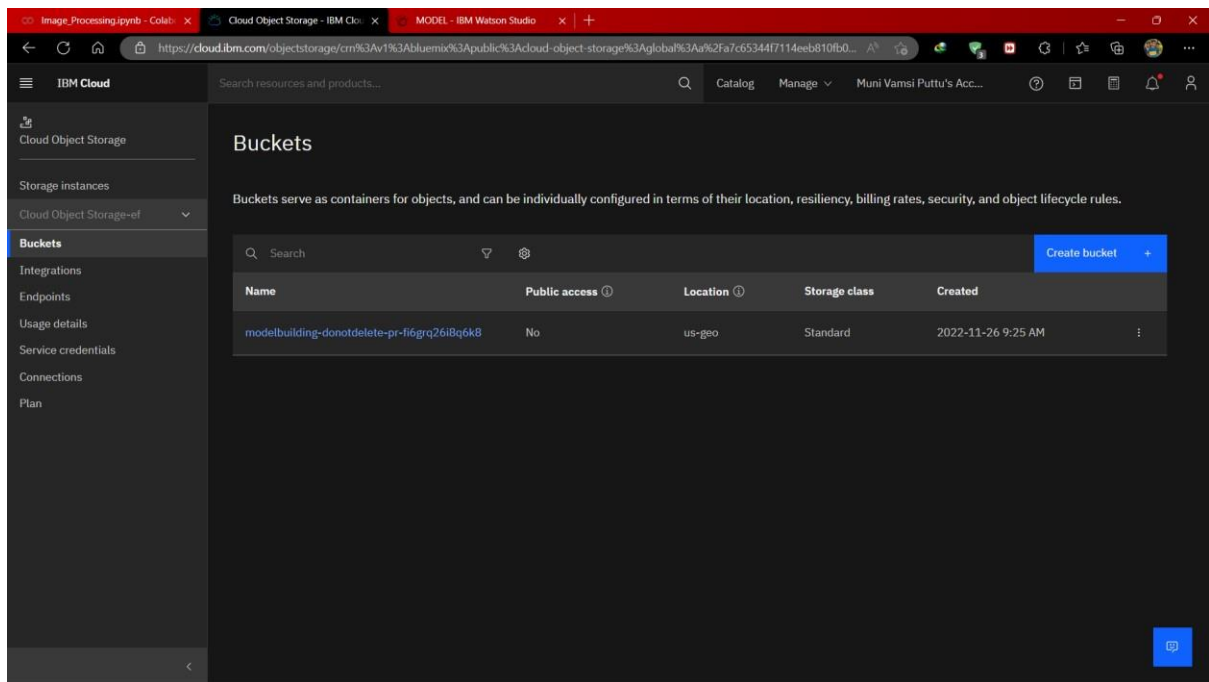 Image_Processing.ipynb - Colab
Cloud Object Storage - IBM Clou
MODEL - IBM Watson Studio
https://cloud.ibm.com/objectstorage/crn%3Av1%3Abluemix%3Apublic%3Acloud-object-storage%3Aglobal%3Aa%2Fa7c65344f7114eeb810fb0...
IBM Cloud
Search resources and products...
Catalog
Manage
Muni Vamsi Puttu's Acc...
Cloud Object Storage
Storage instances
Cloud Object Storage-ef
Buckets
Integrations
Endpoints
Usage details
Service credentials
Connections
Plan
Buckets
Buckets serve as containers for objects, and can be individually configured in terms of their location, resiliency, billing rates, security, and object lifecycle rules.
Search
Create bucket +
Name Public access Location Storage class Created
modelbuilding-donotdelete-pr-fi6grq26i8q6k8 No us-geo Standard 2022-11-26 9:25 AM